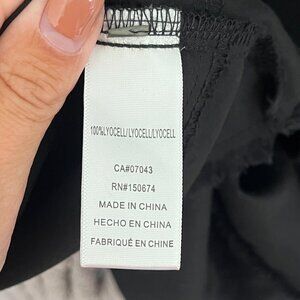 100%LYOCELL/LYOCELL/LYOCELL
CA#07043
RN#150674
MADE IN CHINA
HECHO EN CHINA
FABRIQUÉ EN CHINE